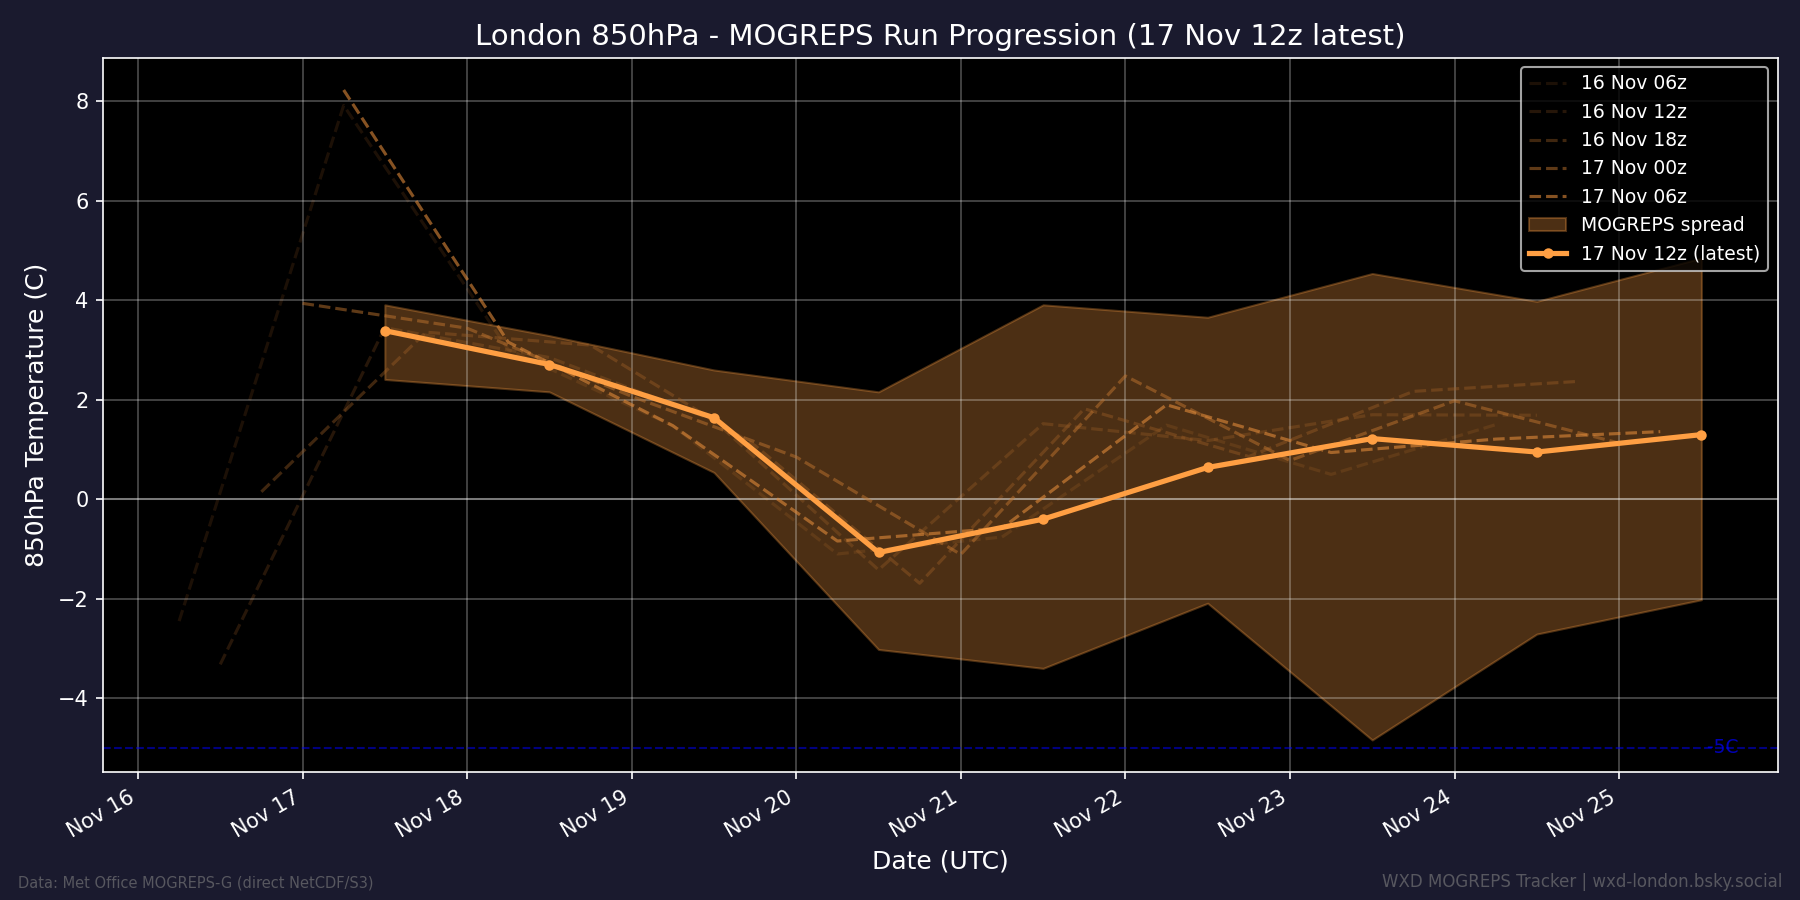 London 850hPa - MOGREPS Run Progression (17 Nov 12z latest)
850hPa Temperature (C)
8
6
4
2
0
−2
−4
16 Nov 06z
16 Nov 12z
16 Nov 18z
17 Nov 00z
17 Nov 06z
MOGREPS spread
17 Nov 12z (latest)
-5C
Nov 16
Nov 17
Nov 18
Nov 19
Nov 20
Nov 21
Nov 22
Nov 23
Nov 24
Nov 25
Date (UTC)
Data: Met Office MOGREPS-G (direct NetCDF/S3)
WXD MOGREPS Tracker | wxd-london.bsky.social